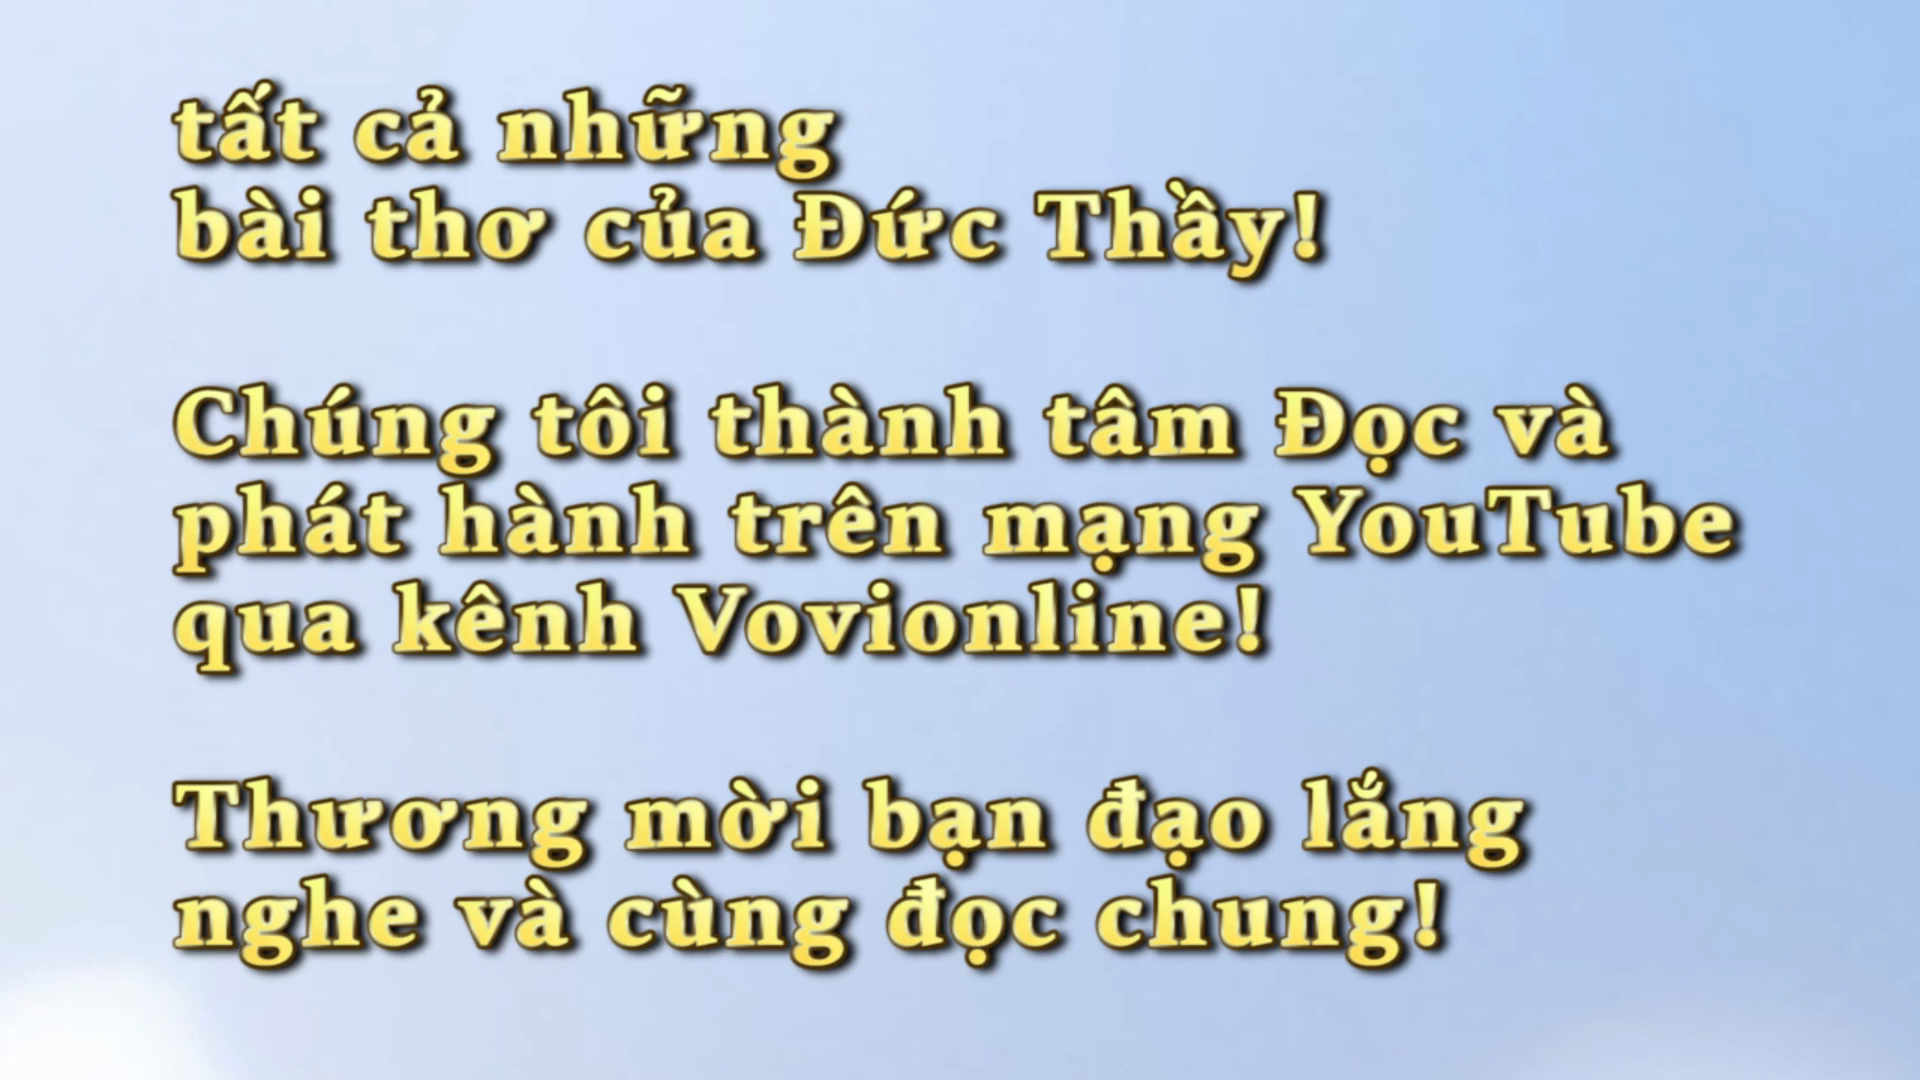 tất cả những
bài thơ của Đức Thầy!
Chúng tôi thành tâm Đọc và
phát hành trên mạng YouTube
qua kênh Vovionline!
Thương mời bạn đạo lắng
nghe và cùng đọc chung!